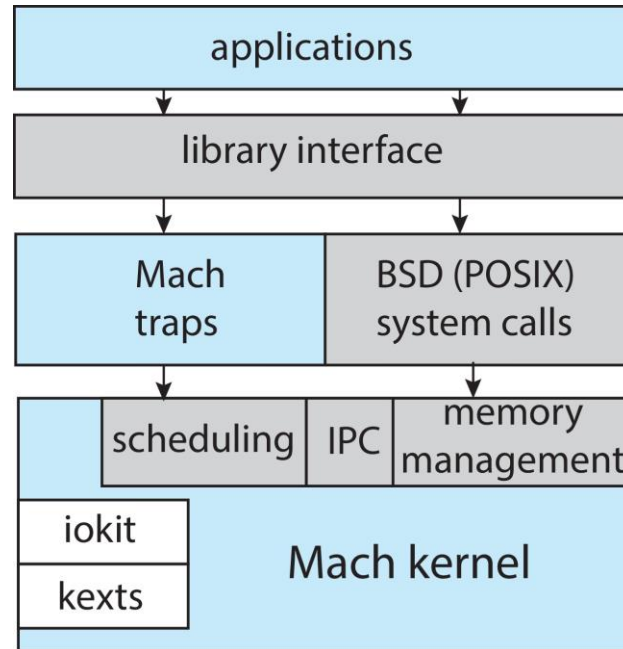 applications
library interface
Mach
traps
BSD (POSIX)
system calls
scheduling
IPC
memory
management
iokit
kexts
Mach kernel